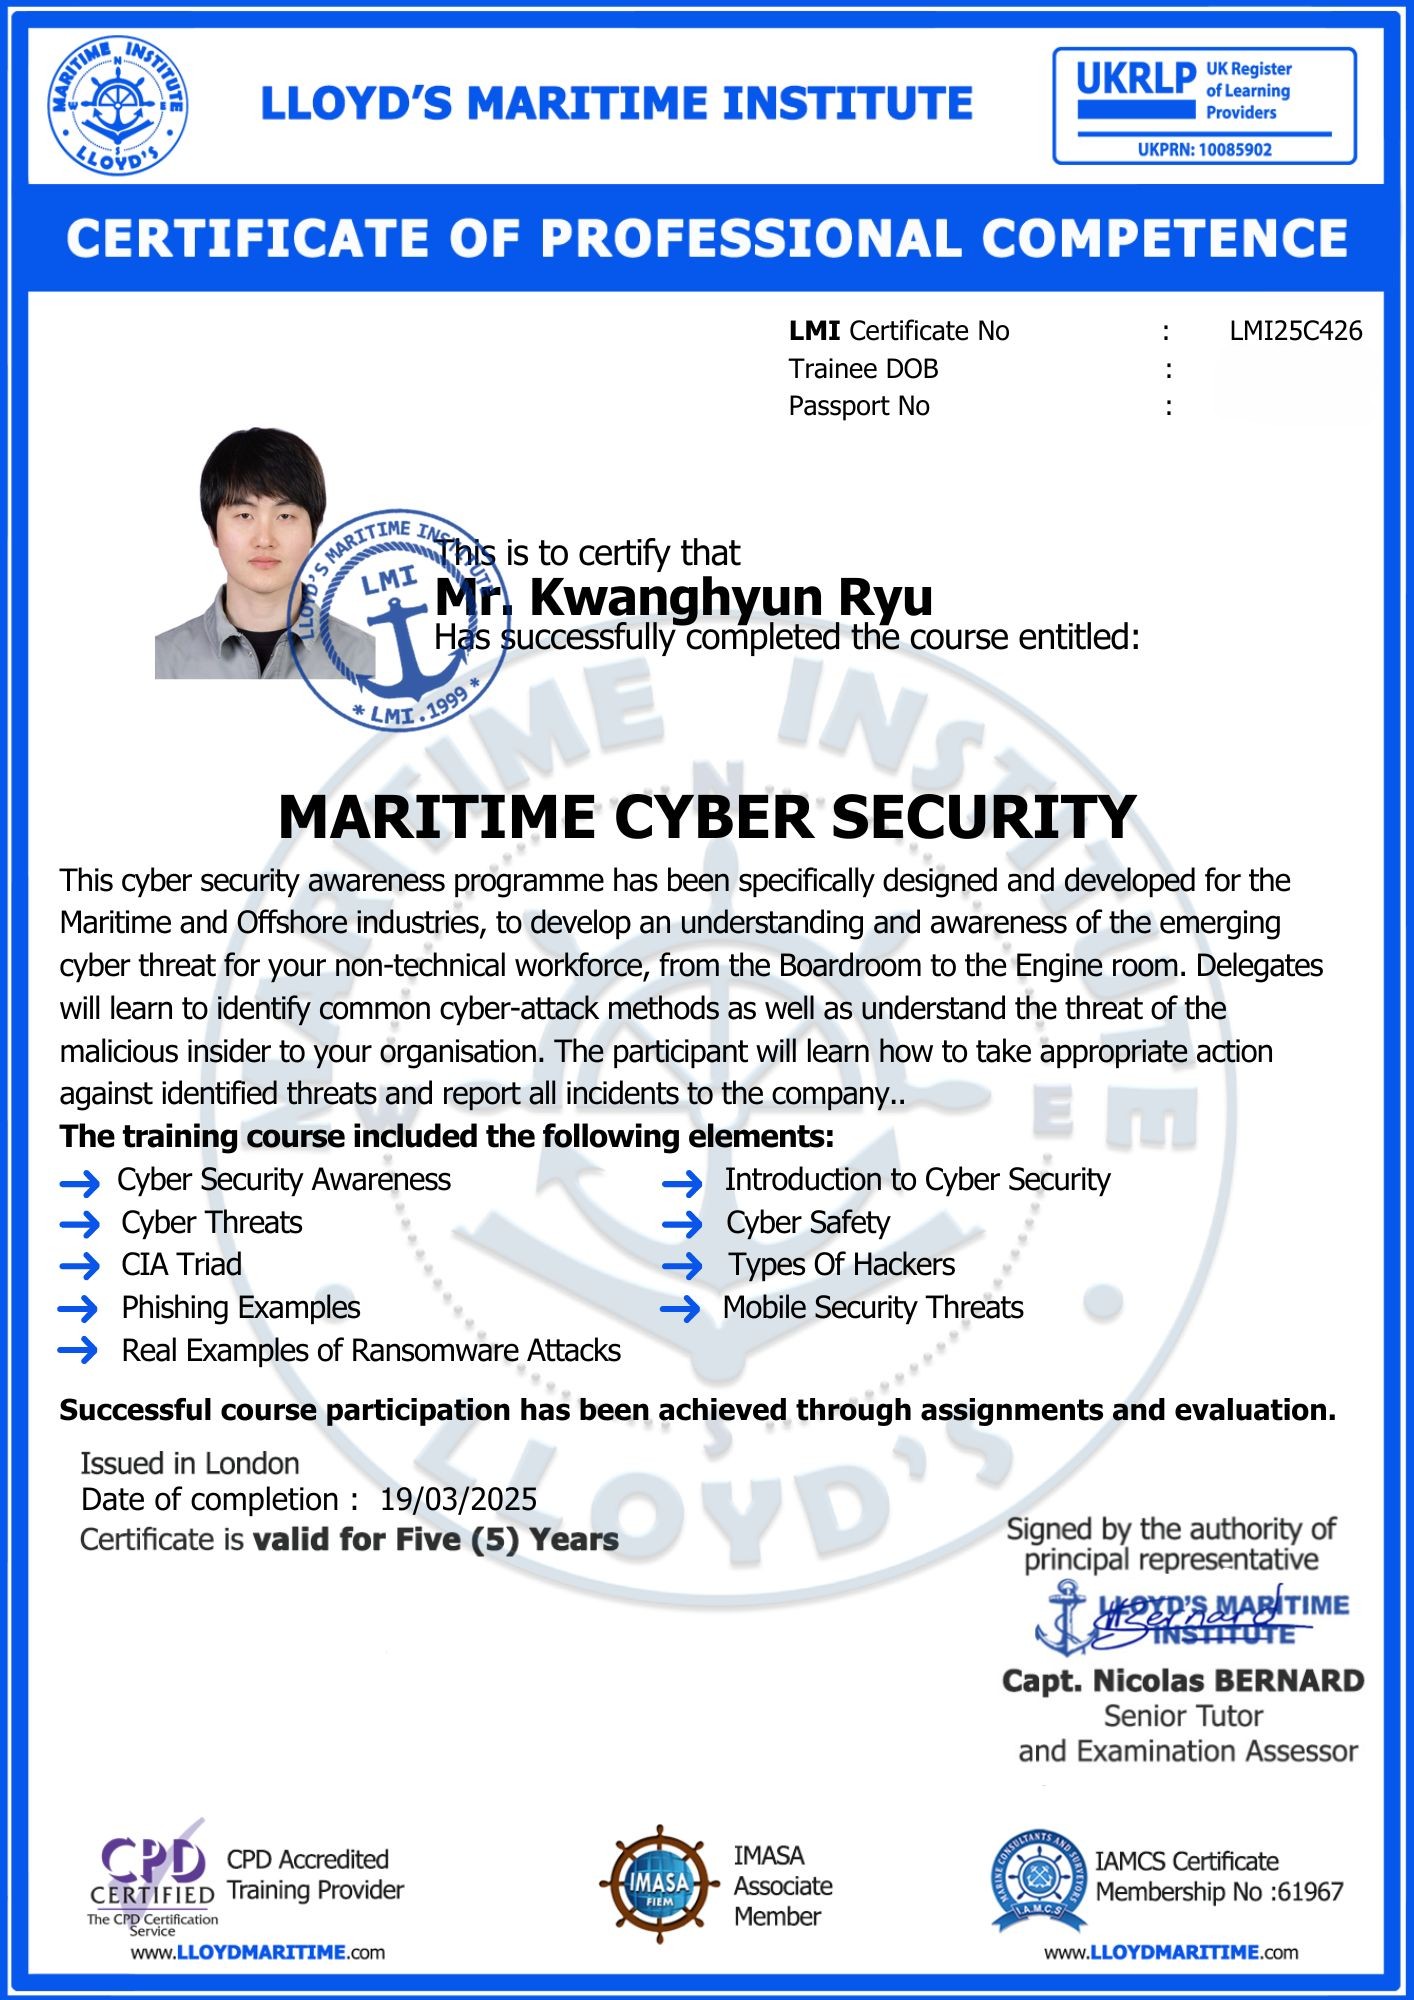 MARITIME INSTITUTE
N
W E
S
LLOYD'S
LLOYD'S MARITIME INSTITUTE
UKRLP UK Register
of Learning
Providers
UKPRN: 10085902
CERTIFICATE OF PROFESSIONAL COMPETENCE
LMI Certificate No : LMI25C426
Trainee DOB :
Passport No :
LLOYD'S MARITIME INSTITUTE
LMI
* LMI.1999 *
This is to certify that
Mr. Kwanghyun Ryu
Has successfully completed the course entitled:
MARITIME INSTITUTE
N
W E
S
LLOYD'S
MARITIME CYBER SECURITY
This cyber security awareness programme has been specifically designed and developed for the
Maritime and Offshore industries, to develop an understanding and awareness of the emerging
cyber threat for your non-technical workforce, from the Boardroom to the Engine room. Delegates
will learn to identify common cyber-attack methods as well as understand the threat of the
malicious insider to your organisation. The participant will learn how to take appropriate action
against identified threats and report all incidents to the company..
The training course included the following elements:
Cyber Security Awareness Introduction to Cyber Security
Cyber Threats Cyber Safety
CIA Triad Types Of Hackers
Phishing Examples Mobile Security Threats
Real Examples of Ransomware Attacks
Successful course participation has been achieved through assignments and evaluation.
Issued in London
Date of completion : 19/03/2025
Certificate is valid for Five (5) Years
Signed by the authority of
principal representative
LLOYD'S MARITIME
INSTITUTE
Bernard
Capt. Nicolas BERNARD
Senior Tutor
and Examination Assessor
CPD
CERTIFIED
The CPD Certification
Service
CPD Accredited
Training Provider
www.LLOYDMARITIME.com
IMASA
FIEM
IMASA
Associate
Member
MARINE CONSULTANTS AND SURVEYORS
I.A.M.C.S
IAMCS Certificate
Membership No :61967
www.LLOYDMARITIME.com